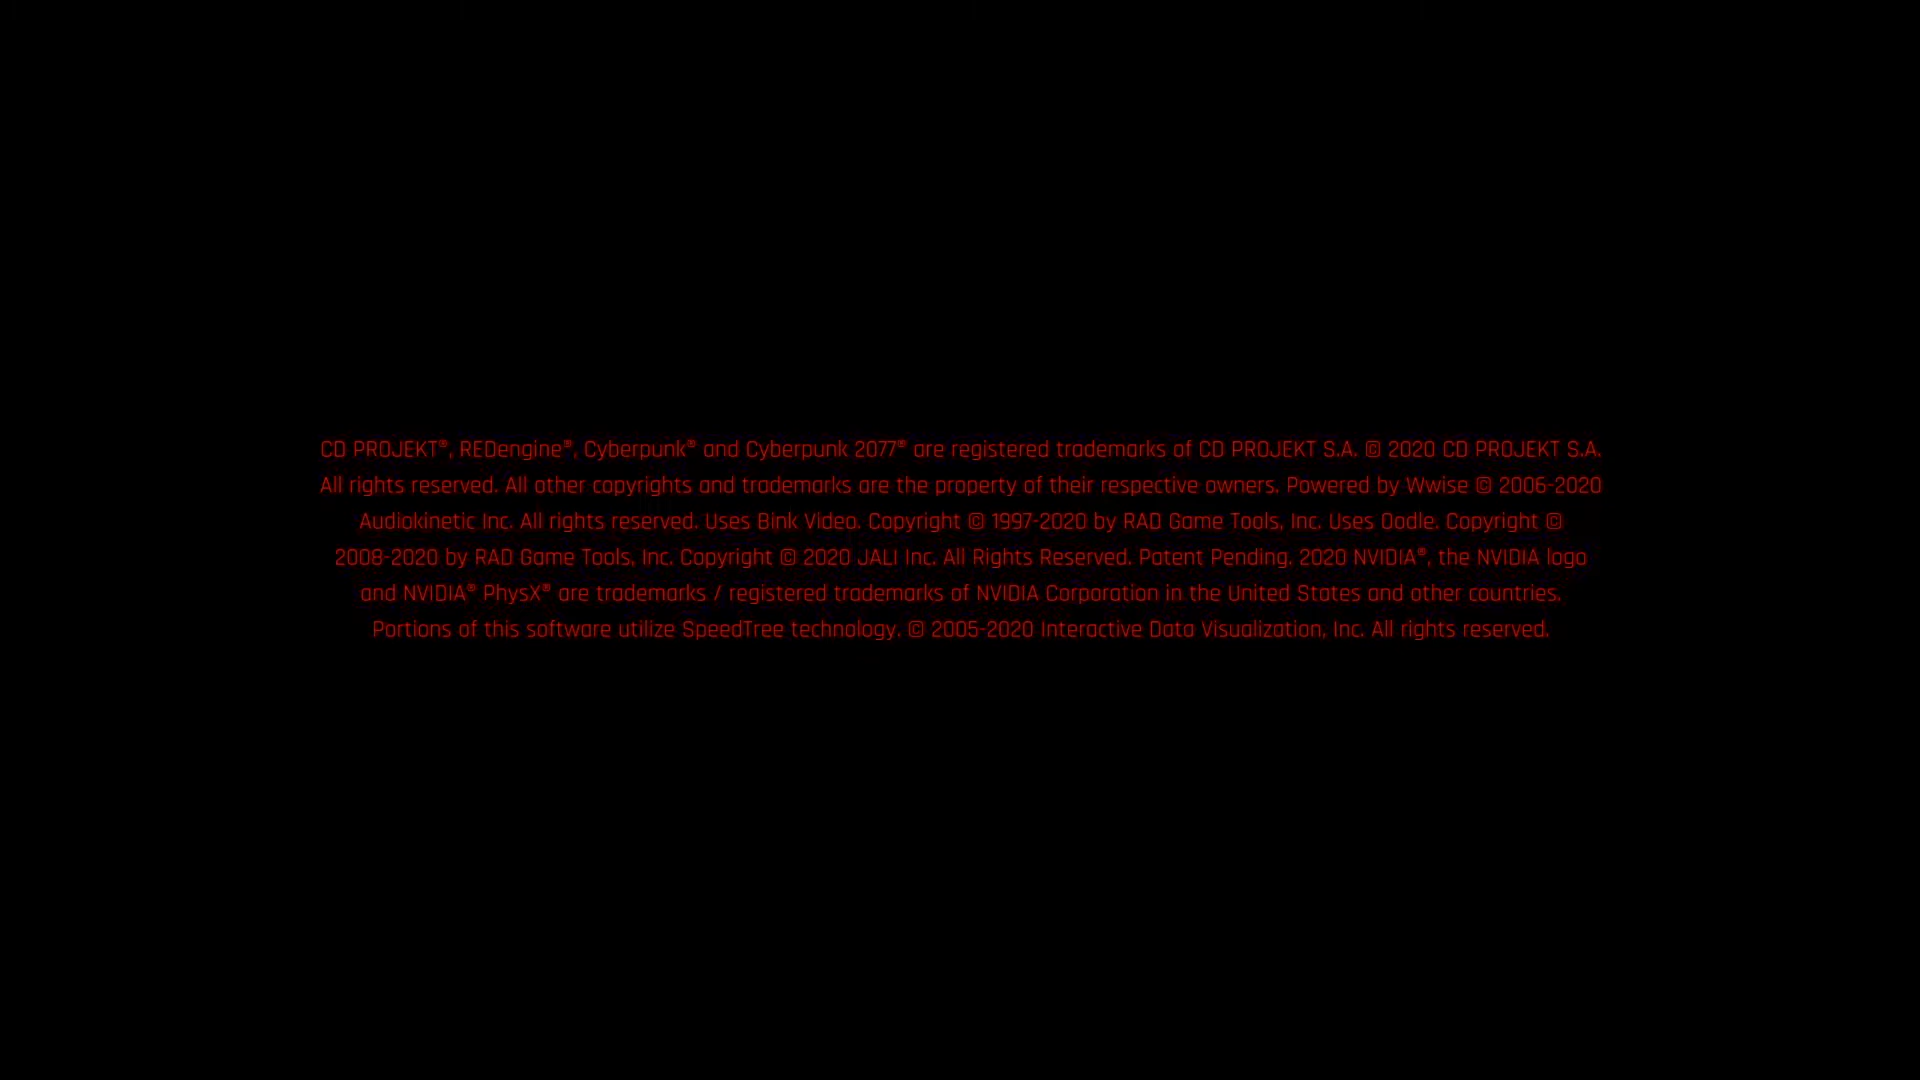 CD PROJEKT®, REDengine®, Cyberpunk® and Cyberpunk 2077® are registered trademarks of CD PROJEKT S.A. © 2020 CD PROJEKT S.A.
All rights reserved. All other copyrights and trademarks are the property of their respective owners. Powered by Wwise © 2006-2020
Audiokinetic Inc. All rights reserved. Uses Bink Video. Copyright © 1997-2020 by RAD Game Tools, Inc. Uses Oodle. Copyright ©
2008-2020 by RAD Game Tools, Inc. Copyright © 2020 JALI Inc. All Rights Reserved. Patent Pending. 2020 NVIDIA®, the NVIDIA logo
and NVIDIA® PhysX® are trademarks / registered trademarks of NVIDIA Corporation in the United States and other countries.
Portions of this software utilize SpeedTree technology. © 2005-2020 Interactive Data Visualization, Inc. All rights reserved.